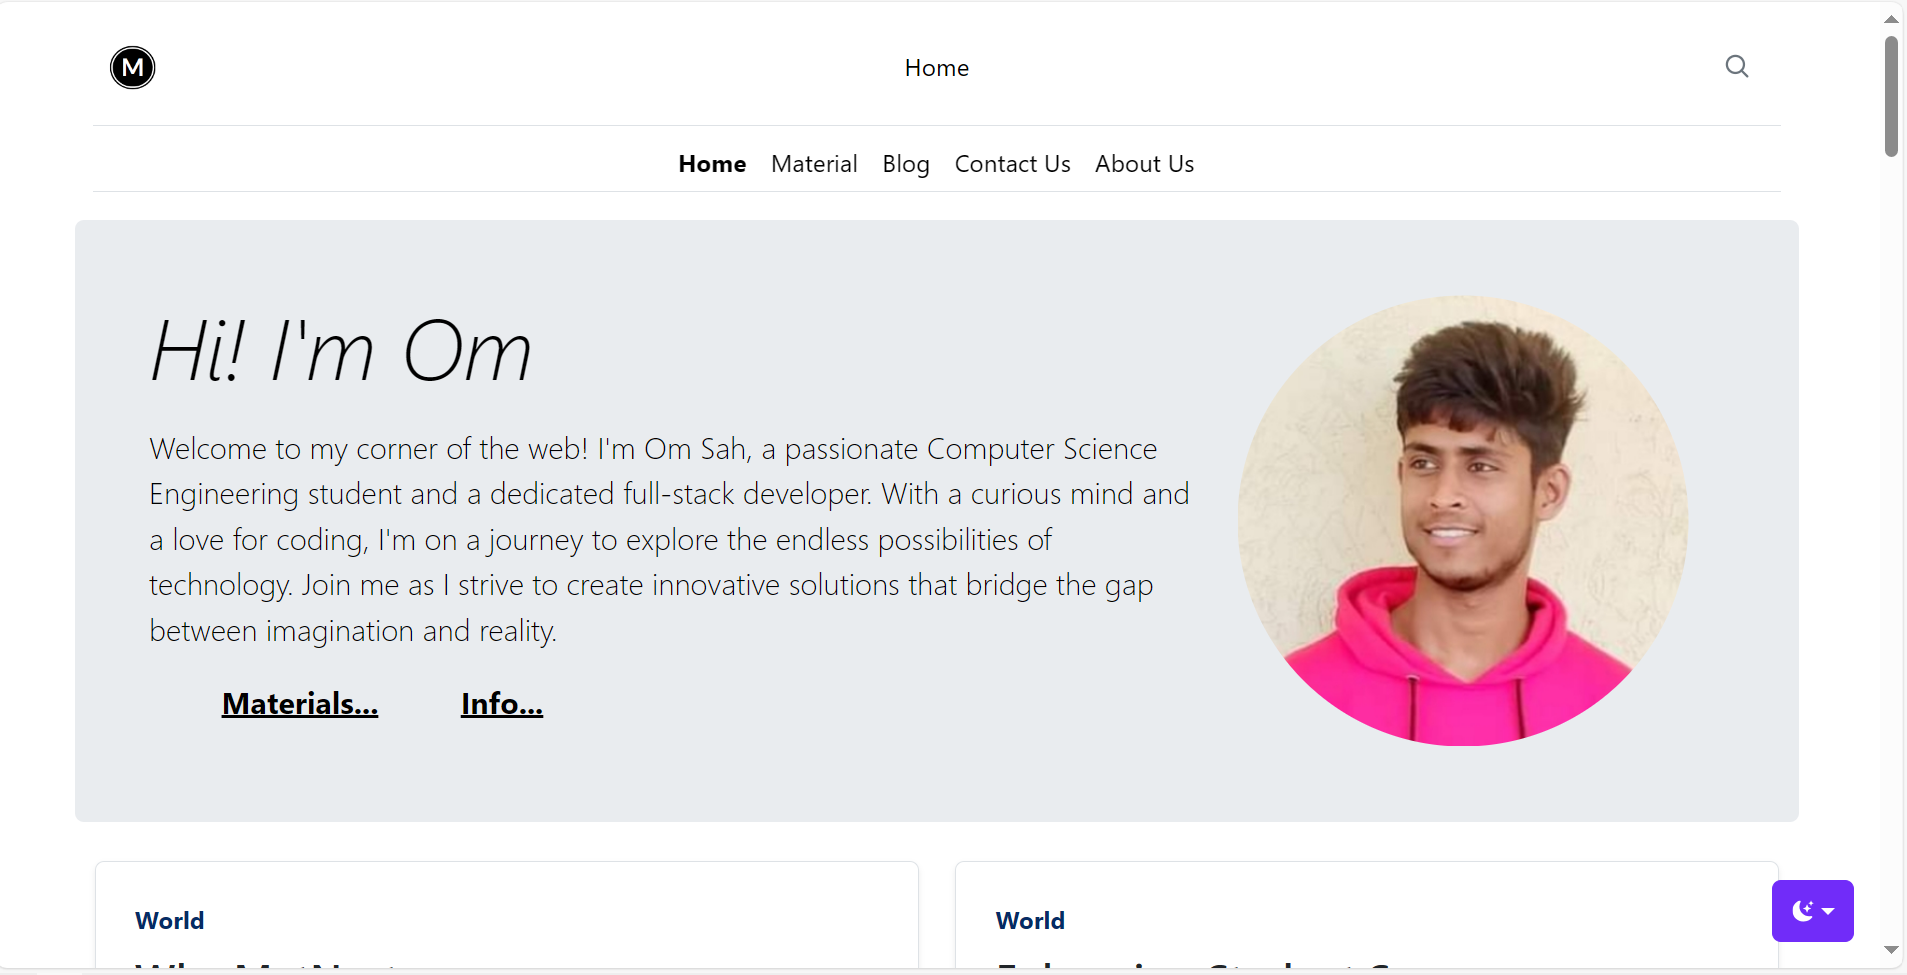 M
Home
Home Material Blog Contact Us About Us
Hi! I'm Om
Welcome to my corner of the web! I'm Om Sah, a passionate Computer Science
Engineering student and a dedicated full-stack developer. With a curious mind and
a love for coding, I'm on a journey to explore the endless possibilities of
technology. Join me as I strive to create innovative solutions that bridge the gap
between imagination and reality.
Materials... Info...
World
World